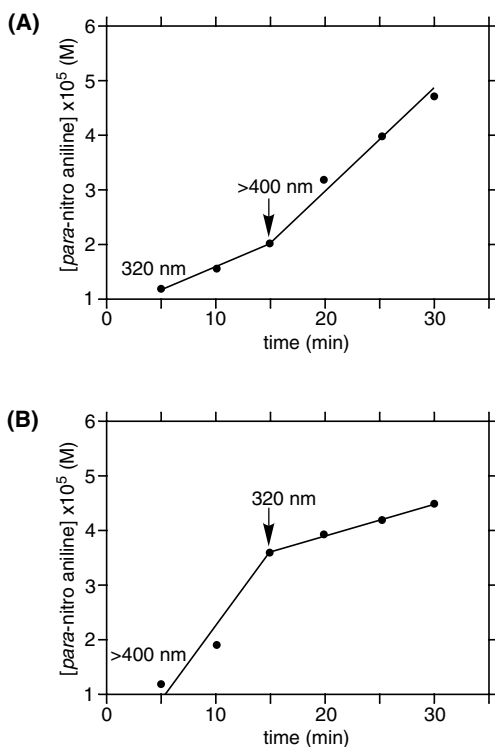 (A)
[para-nitro aniline] x10⁵ (M)
6
5
4
3
2
1
>400 nm
320 nm
0 10 20 30
time (min)
(B)
[para-nitro aniline] x10⁵ (M)
6
5
4
3
2
1
320 nm
>400 nm
0 10 20 30
time (min)